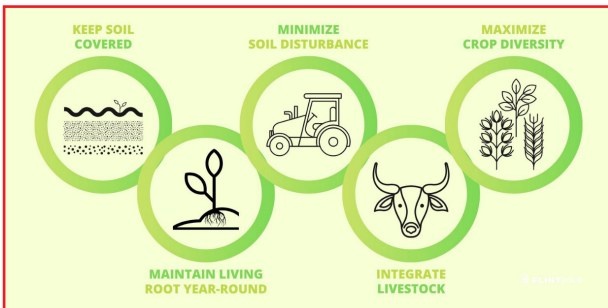 KEEP SOIL
COVERED
MINIMIZE
SOIL DISTURBANCE
MAXIMIZE
CROP DIVERSITY
MAINTAIN LIVING
ROOT YEAR-ROUND
INTEGRATE
LIVESTOCK